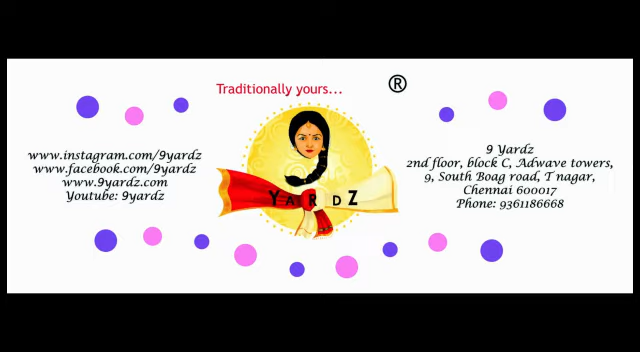 Traditionally yours...
®
www.instagram.com/9yardz
www.facebook.com/9yardz
www.9yardz.com
Youtube: 9yardz
YARDZ
9 Yardz
2nd floor, block C, Adwave towers,
9, South Boag road, T nagar,
Chennai 600017
Phone: 9361186668